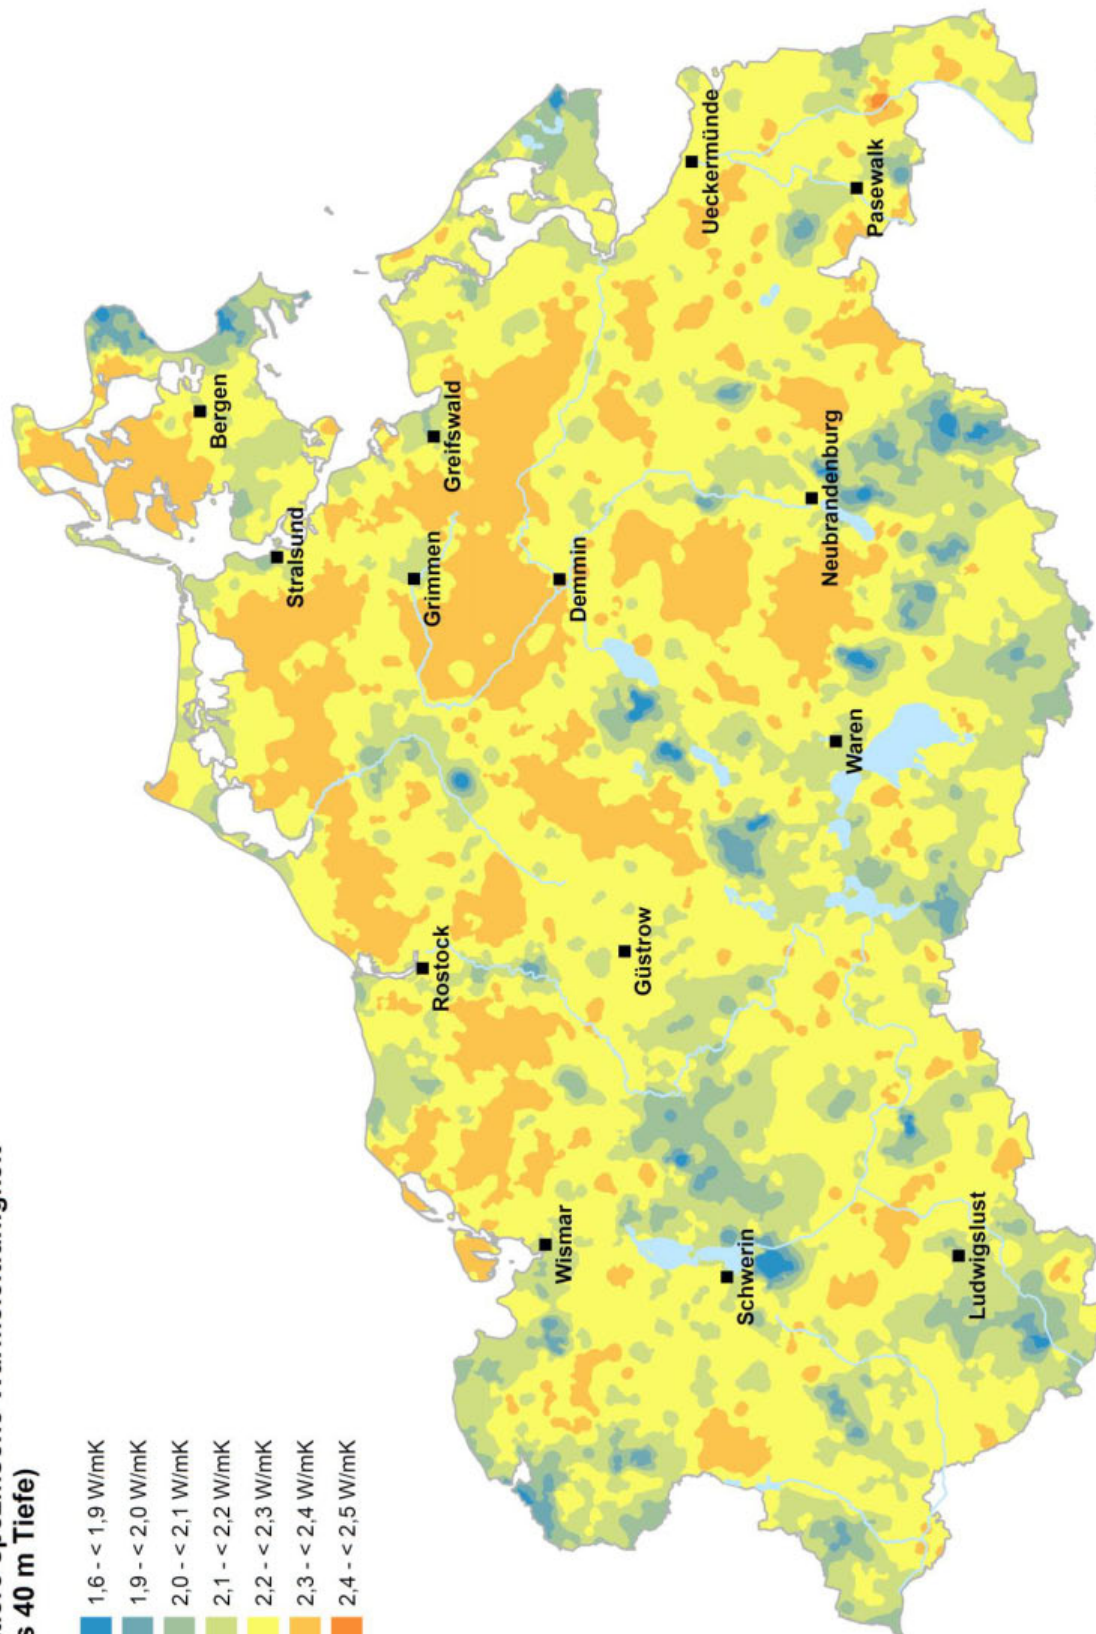 spezifische Wärmeleitfähigkeit
s 40 m Tiefe)
1,6 - < 1,9 W/mK
1,9 - < 2,0 W/mK
2,0 - < 2,1 W/mK
2,1 - < 2,2 W/mK
2,2 - < 2,3 W/mK
2,3 - < 2,4 W/mK
2,4 - < 2,5 W/mK
Bergen
Stralsund
Greifswald
Grimmen
Rostock
Demmin
Wismar
Güstrow
Ueckermünde
Schwerin
Neubrandenburg
Waren
Pasewalk
Ludwigslust